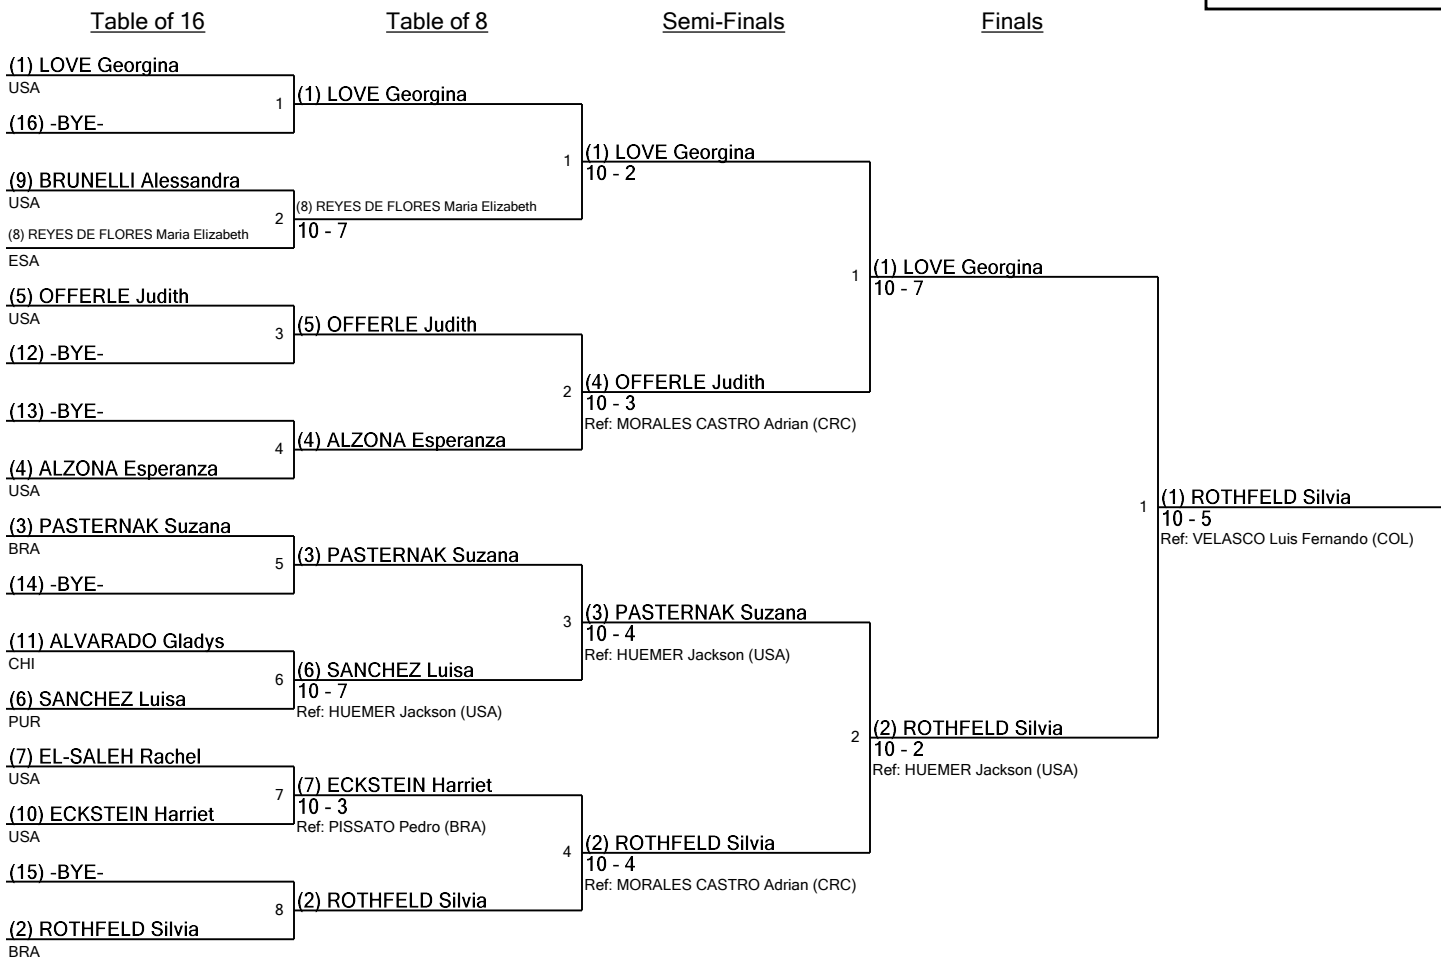 Table of 16
Table of 8
Semi-Finals
Finals
(1) LOVE Georgina
USA
(16) -BYE-
(9) BRUNELLI Alessandra
USA
(8) REYES DE FLORES Maria Elizabeth
ESA
(5) OFFERLE Judith
USA
(12) -BYE-
(13) -BYE-
(4) ALZONA Esperanza
USA
(3) PASTERNAK Suzana
BRA
(14) -BYE-
(11) ALVARADO Gladys
CHI
(6) SANCHEZ Luisa
PUR
(7) EL-SALEH Rachel
USA
(10) ECKSTEIN Harriet
USA
(15) -BYE-
(2) ROTHFELD Silvia
BRA
1
(1) LOVE Georgina
2
(8) REYES DE FLORES Maria Elizabeth
10 - 7
3
(5) OFFERLE Judith
4
(4) ALZONA Esperanza
5
(3) PASTERNAK Suzana
6
(6) SANCHEZ Luisa
10 - 7
Ref: HUEMER Jackson (USA)
7
(7) ECKSTEIN Harriet
10 - 3
Ref: PISSATO Pedro (BRA)
8
(2) ROTHFELD Silvia
1
(1) LOVE Georgina
10 - 2
2
(4) OFFERLE Judith
10 - 3
Ref: MORALES CASTRO Adrian (CRC)
3
(3) PASTERNAK Suzana
10 - 4
Ref: HUEMER Jackson (USA)
4
(2) ROTHFELD Silvia
10 - 4
Ref: MORALES CASTRO Adrian (CRC)
1
(1) LOVE Georgina
10 - 7
2
(2) ROTHFELD Silvia
10 - 2
Ref: HUEMER Jackson (USA)
1
(1) ROTHFELD Silvia
10 - 5
Ref: VELASCO Luis Fernando (COL)